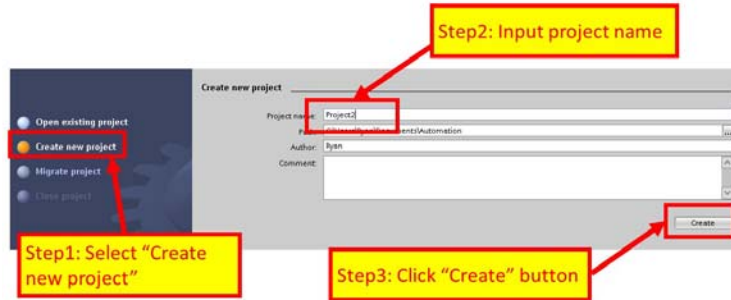 Step2: Input project name
Create new project
Project name: Project2
Author: Ryan
Comment:
Open existing project
Create new project
Migrate project
Close project
...
Create
Step1: Select “Create
new project”
Step3: Click “Create” button